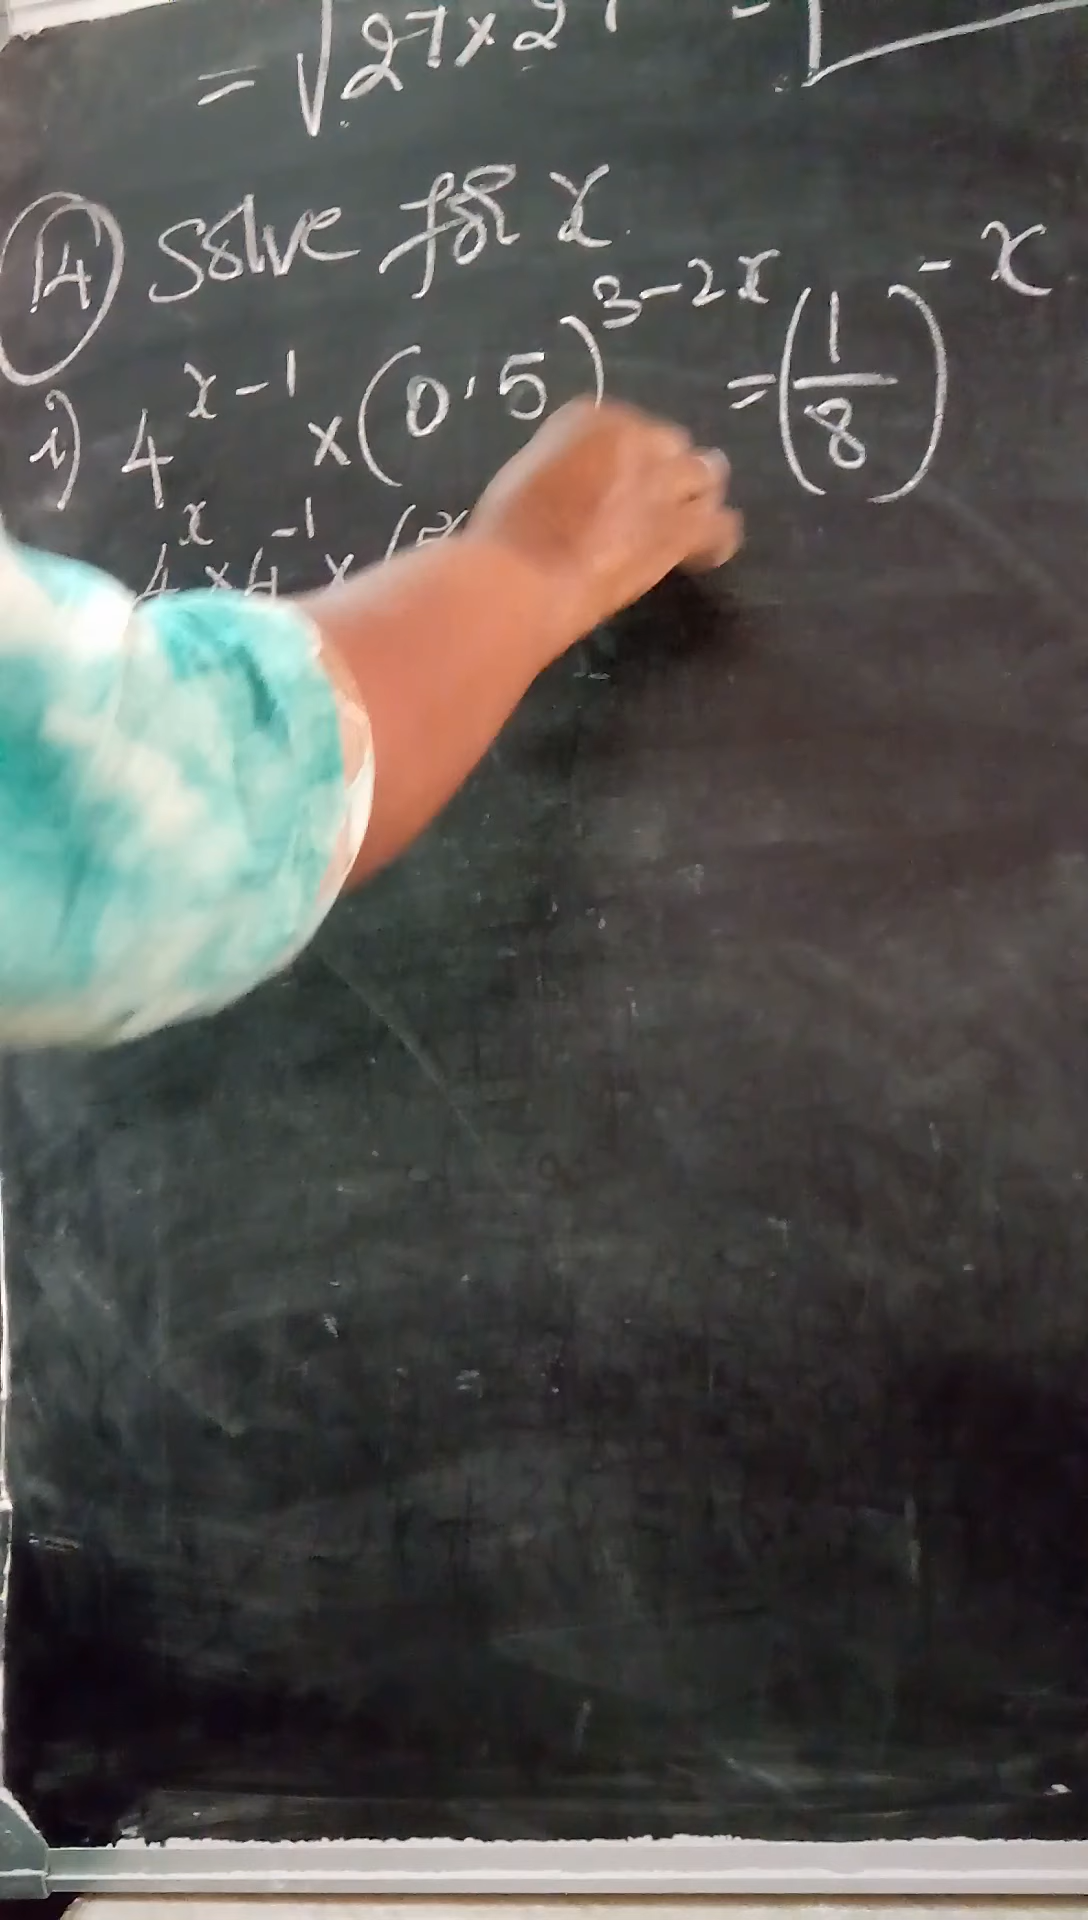 = √27×2
14) Solve for x
i) 4^(x-1) × (0.5)^(3-2x) = (1/8)^(-x)
4^x × 4^(-1) × (